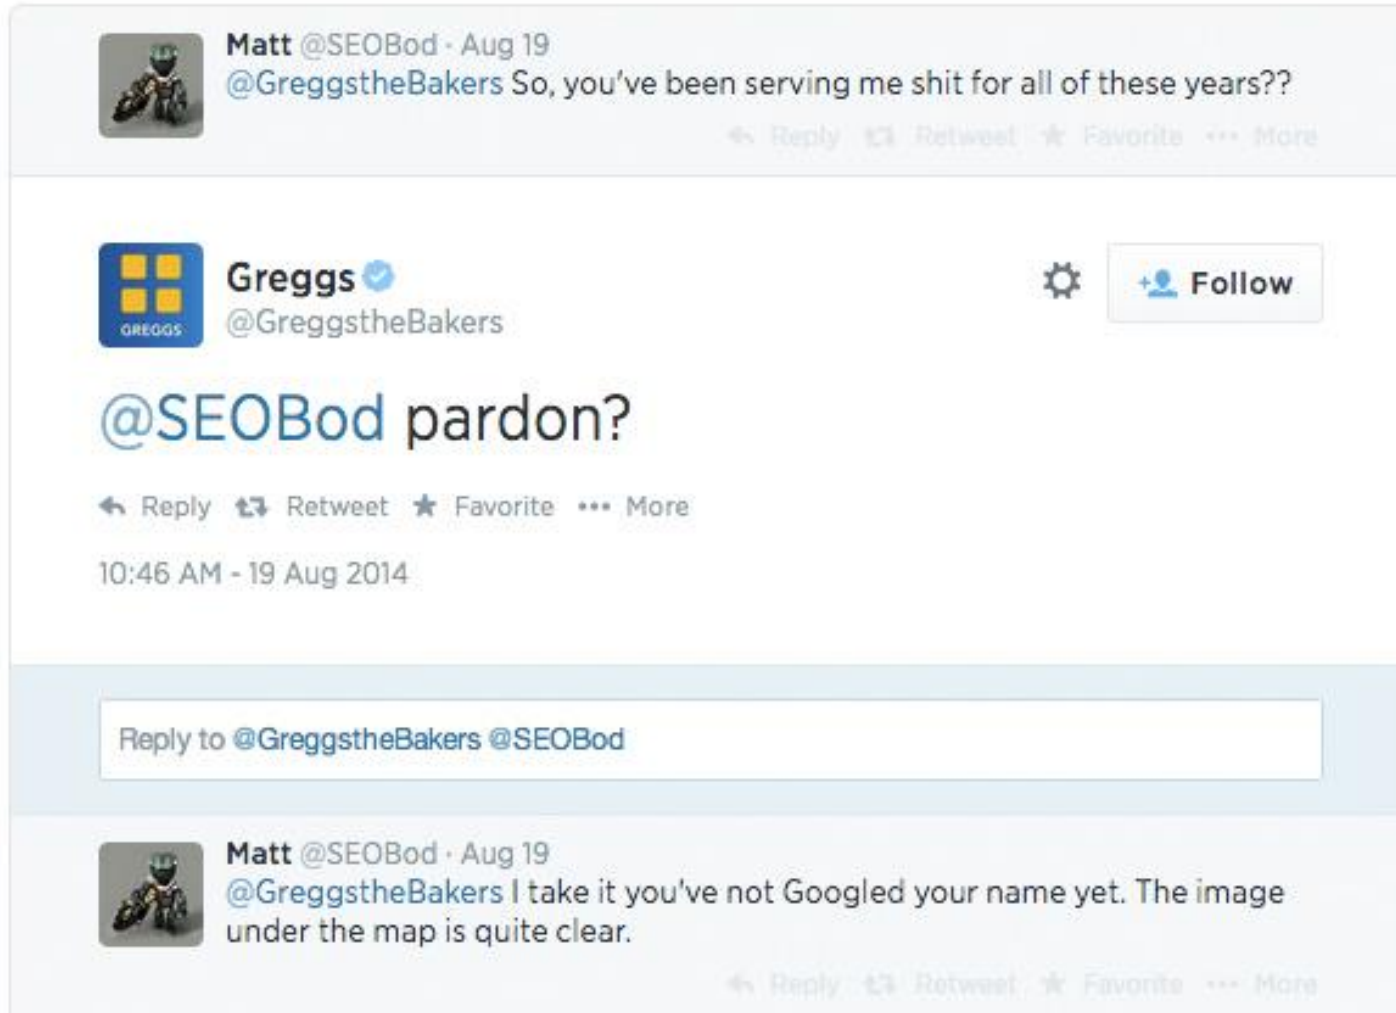 Matt @SEOBod · Aug 19
@GreggstheBakers So, you've been serving me shit for all of these years??
Reply Retweet Favorite More
GREGGS
Greggs
@GreggstheBakers
Follow
@SEOBod pardon?
Reply Retweet Favorite More
10:46 AM - 19 Aug 2014
Reply to @GreggstheBakers @SEOBod
Matt @SEOBod · Aug 19
@GreggstheBakers I take it you've not Googled your name yet. The image
under the map is quite clear.
Reply Retweet Favorite More